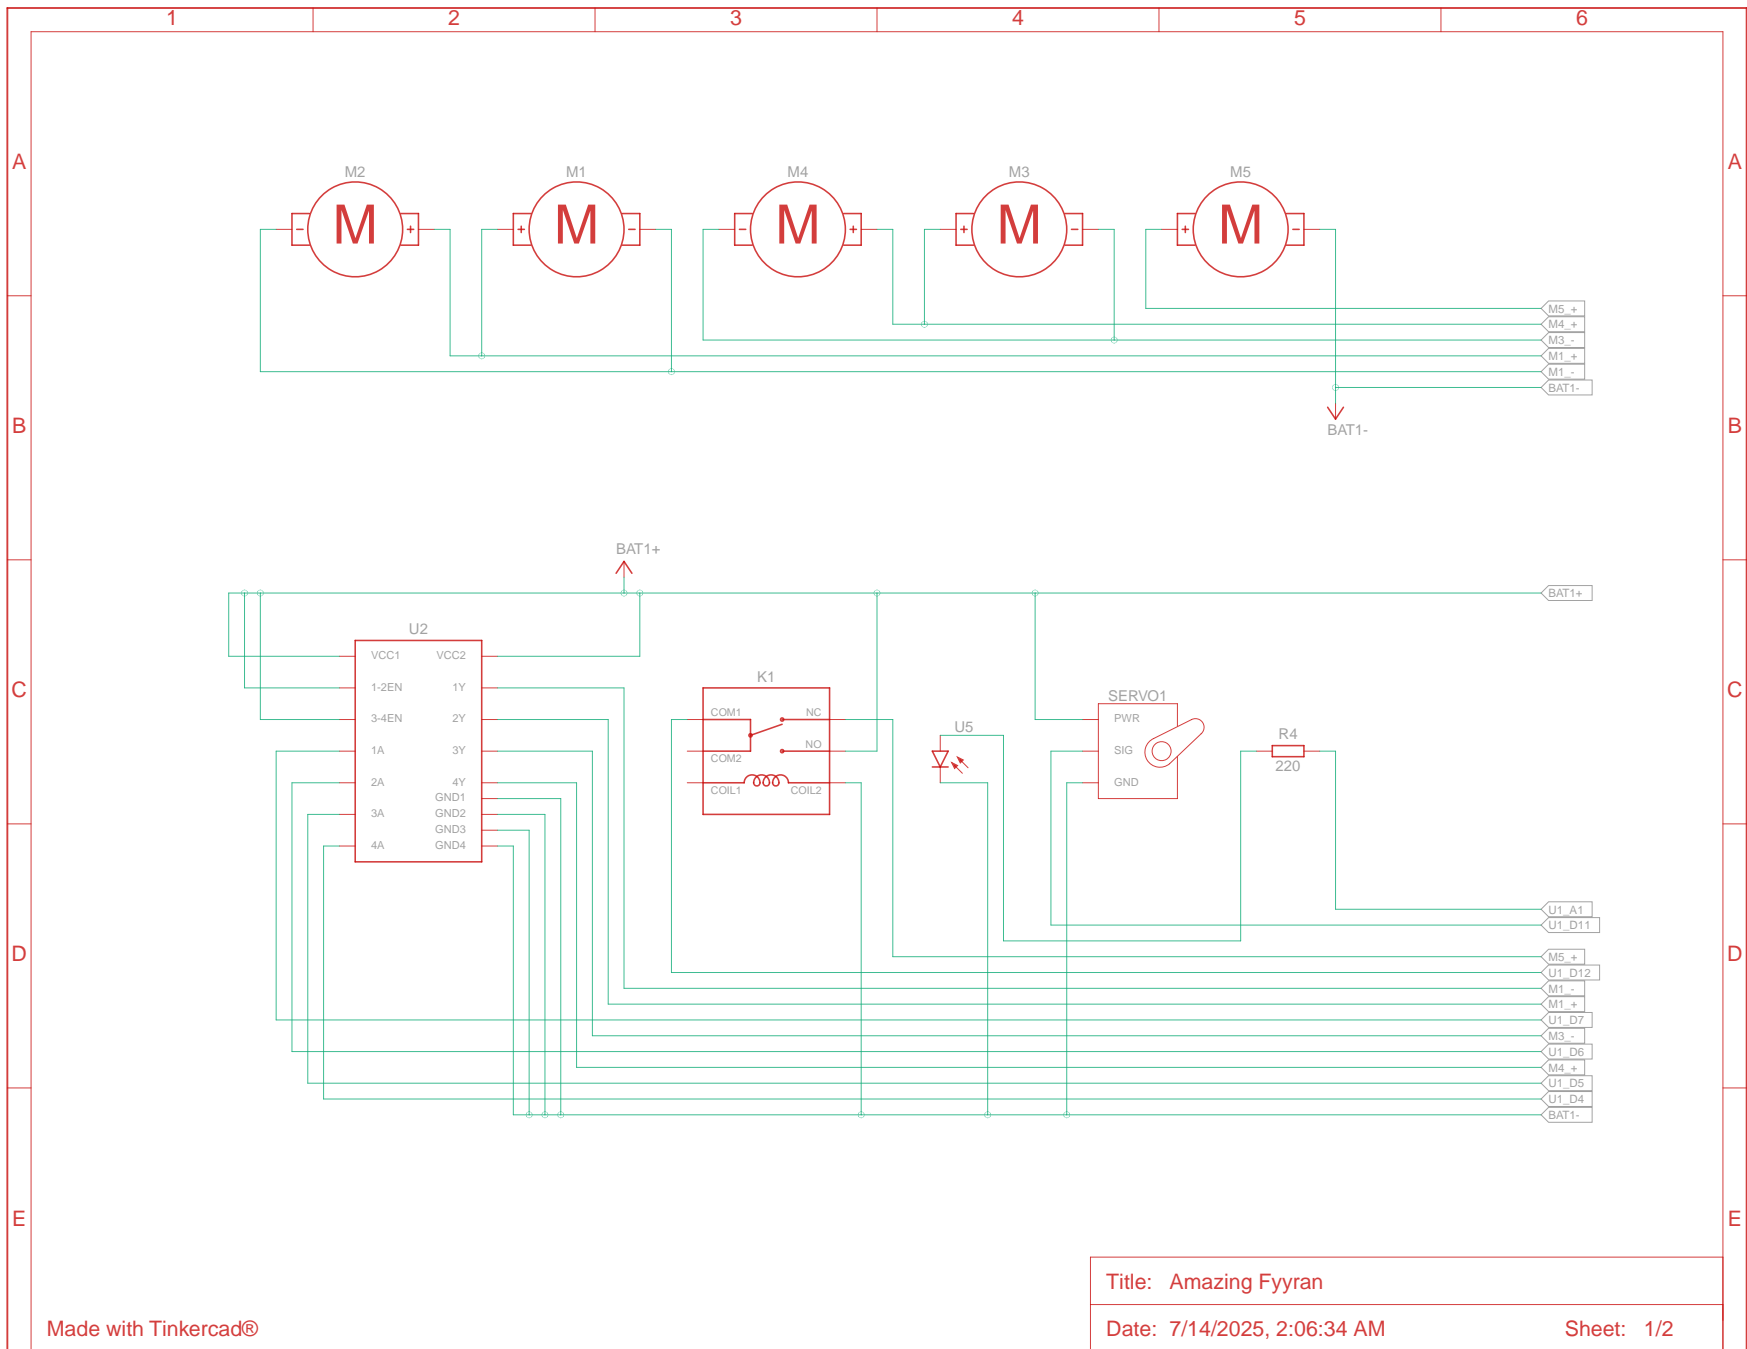 1 2 3 4 5 6
A A
M2 M1 M4 M3 M5
- M + + M - - M + + M - + M -
M5_+
M4_+
M3_-
M1_+
M1_-
BAT1-
B B
BAT1-
BAT1+
BAT1+
U2
VCC1 VCC2
1-2EN 1Y
3-4EN 2Y
1A 3Y
2A 4Y
GND1
3A GND2
GND3
4A GND4
K1
COM1 NC
NO
COM2
COIL1 COIL2
U5
SERVO1
PWR
SIG
GND
R4
220
C C
U1_A1
U1_D11
D D
M5_+
U1_D12
M1_-
M1_+
U1_D7
M3_-
U1_D6
M4_+
U1_D5
U1_D4
BAT1-
E E
Title: Amazing Fyyran
Made with Tinkercad®
Date: 7/14/2025, 2:06:34 AM Sheet: 1/2